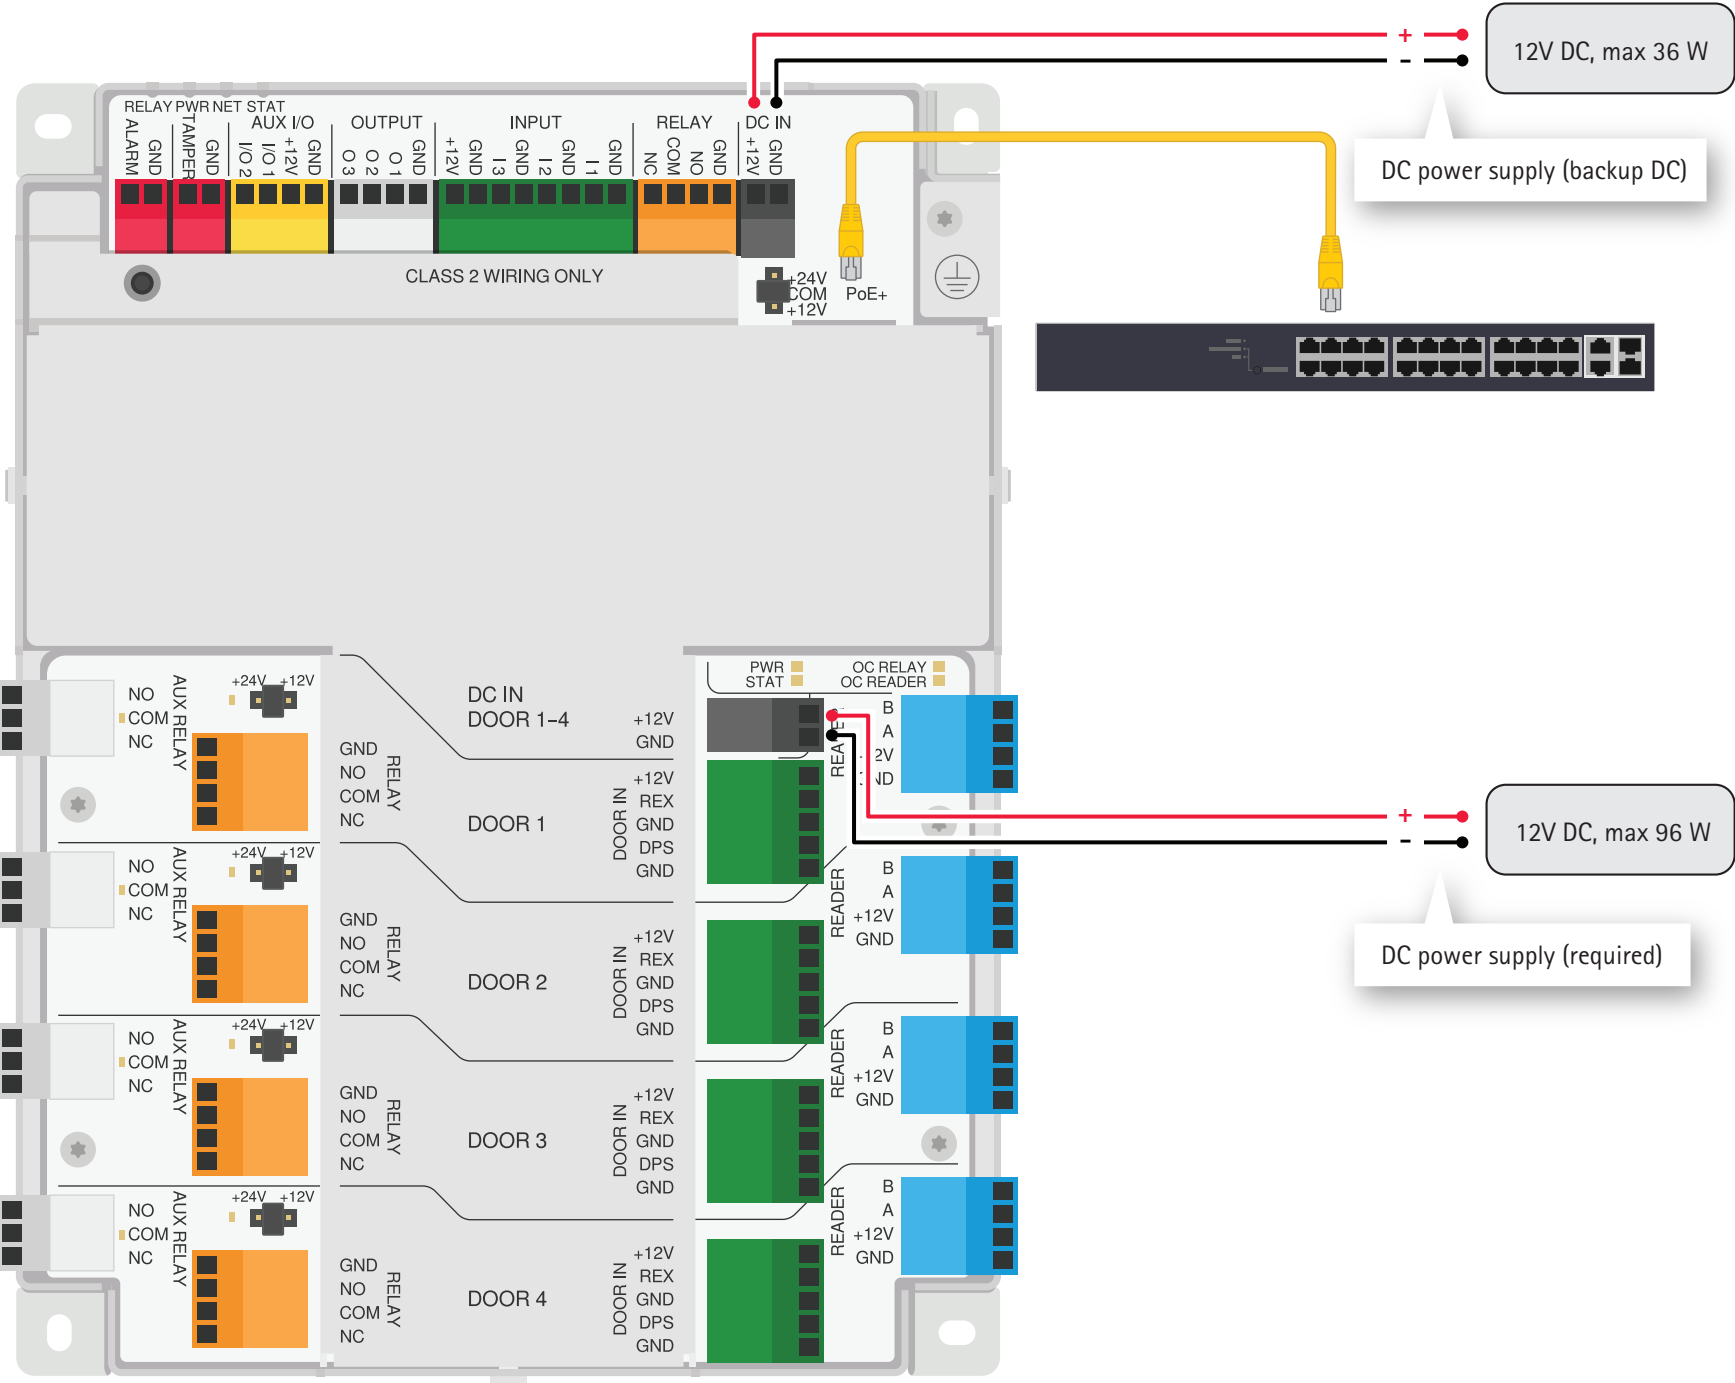 12V DC, max 36 W
+
-
DC power supply (backup DC)
RELAY PWR NET STAT
AUX I/O OUTPUT INPUT RELAY DC IN
ALARM GND TAMPER GND I/O 2 I/O 1 +12V GND O 3 O 2 O 1 GND +12V GND I 3 GND I 2 GND I 1 GND NC COM NO GND +12V GND
CLASS 2 WIRING ONLY
+24V
COM
+12V
PoE+
NO
COM
NC
AUX RELAY
+24V +12V
GND
NO
COM
NC
RELAY
DC IN
DOOR 1-4
+12V
GND
PWR
STAT
OC RELAY
OC READER
B
A
DOOR 1
DOOR IN
+12V
REX
GND
DPS
GND
+
-
12V DC, max 96 W
DC power supply (required)
NO
COM
NC
AUX RELAY
+24V +12V
GND
NO
COM
NC
RELAY
DOOR 2
DOOR IN
+12V
REX
GND
DPS
GND
READER
B
A
+12V
GND
NO
COM
NC
AUX RELAY
+24V +12V
GND
NO
COM
NC
RELAY
DOOR 3
DOOR IN
+12V
REX
GND
DPS
GND
READER
B
A
+12V
GND
NO
COM
NC
AUX RELAY
+24V +12V
GND
NO
COM
NC
RELAY
DOOR 4
DOOR IN
+12V
REX
GND
DPS
GND
READER
B
A
+12V
GND